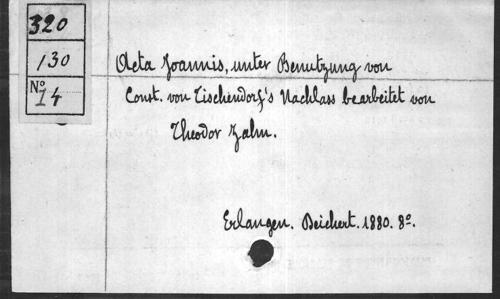 320
130
No
14
Acta Joannis, unter Benutzung von
Const. von Tischendorf's Nachlass bearbeitet von
Theodor Zahn.
Erlangen. Deichert. 1880. 8o.